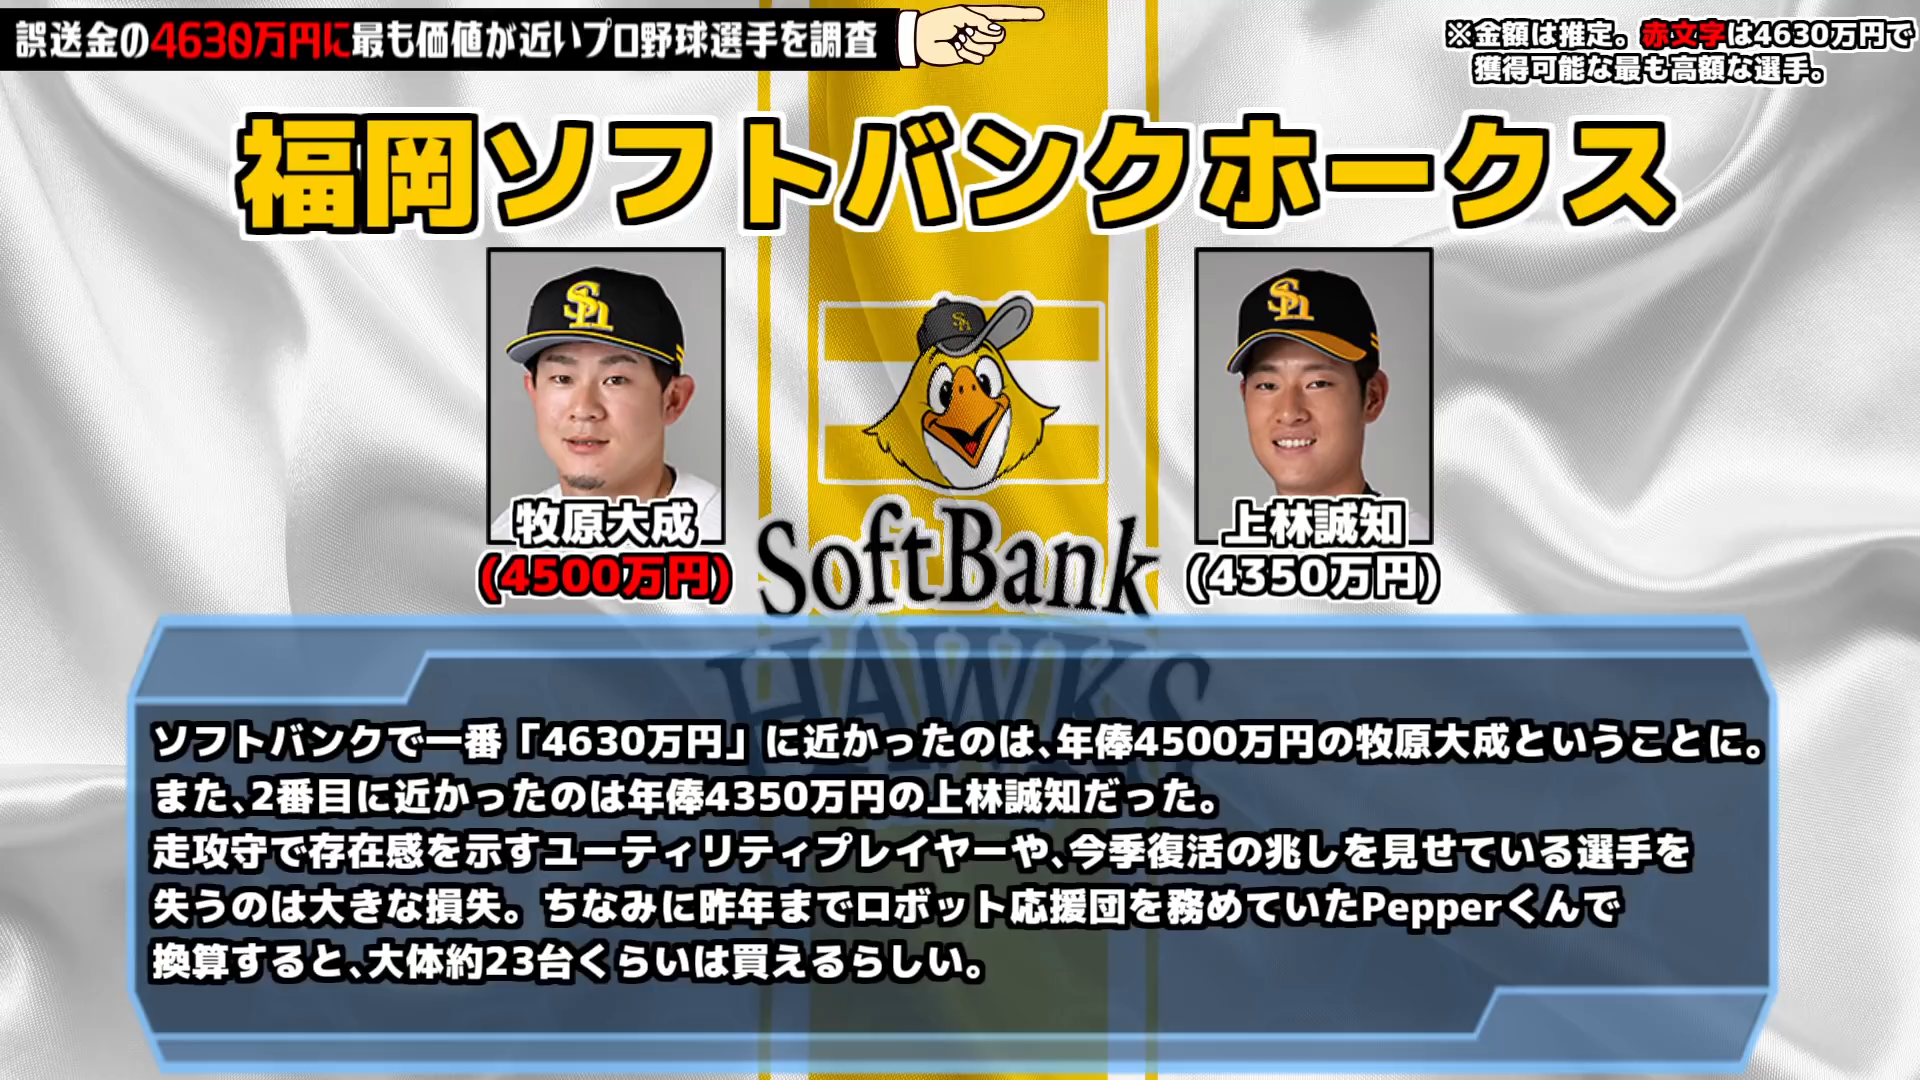 誤送金の4630万円に最も価値が近いプロ野球選手を調査
※金額は推定。赤文字は4630万円で
獲得可能な最も高額な選手。
福岡ソフトバンクホークス
Sh
Sh
Sh
牧原大成
(4500万円)
SoftBank
HAWKS
上林誠知
(4350万円)
ソフトバンクで一番「4630万円」に近かったのは、年俸4500万円の牧原大成ということに。
また、2番目に近かったのは年俸4350万円の上林誠知だった。
走攻守で存在感を示すユーティリティプレイヤーや、今季復活の兆しを見せている選手を
失うのは大きな損失。ちなみに昨年までロボット応援団を務めていたPepperくんで
換算すると、大体約23台くらいは買えるらしい。